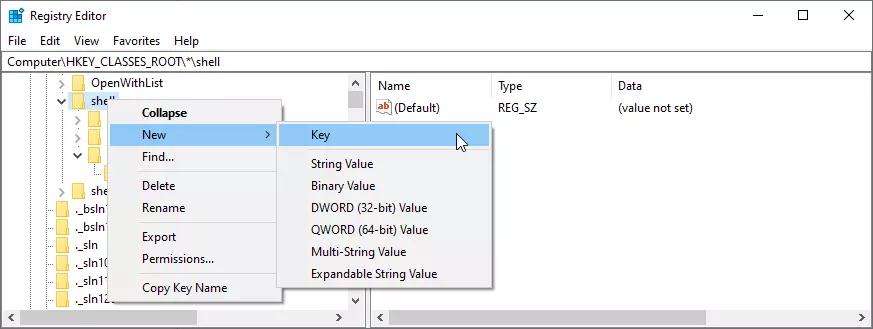 Registry Editor
File Edit View Favorites Help
Computer\HKEY_CLASSES_ROOT\*\shell
OpenWithList
shell
she
._bsln
._bsln
._sln
._sln10
._sln11
._sln12
Collapse
New
Find...
Delete
Rename
Export
Permissions...
Copy Key Name
Key
String Value
Binary Value
DWORD (32-bit) Value
QWORD (64-bit) Value
Multi-String Value
Expandable String Value
Name Type Data
ab (Default) REG_SZ (value not set)